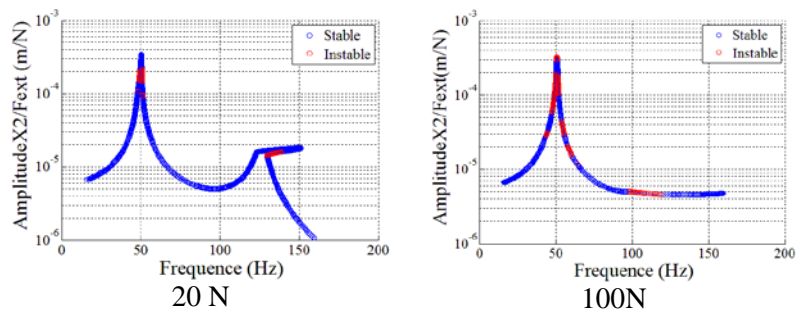 10⁻³
10⁻⁴
10⁻⁵
10⁻⁶
AmplitudeX2/Fext (m/N)
Stable
Instable
0 50 100 150 200
Frequence (Hz)
20 N
10⁻³
10⁻⁴
10⁻⁵
10⁻⁶
AmplitudeX2/Fext(m/N)
Stable
Instable
0 50 100 150 200
Frequence (Hz)
100N